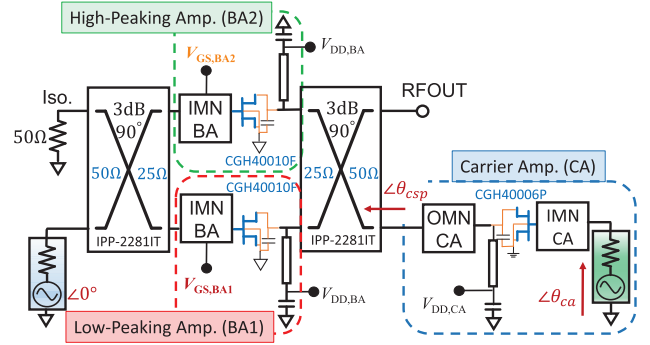 High-Peaking Amp. (BA2)
V_DD,BA
V_GS,BA2
RFOUT
Iso.
3dB
90°
IMN
BA
3dB
90°
50Ω
CGH40010F
Carrier Amp. (CA)
50Ω
25Ω
25Ω
50Ω
∠θcsp
CGH40006P
CGH40010F
IMN
BA
OMN
CA
IMN
CA
IPP-2281IT
IPP-2281IT
∠0°
V_GS,BA1
V_DD,BA
V_DD,CA
∠θca
Low-Peaking Amp. (BA1)